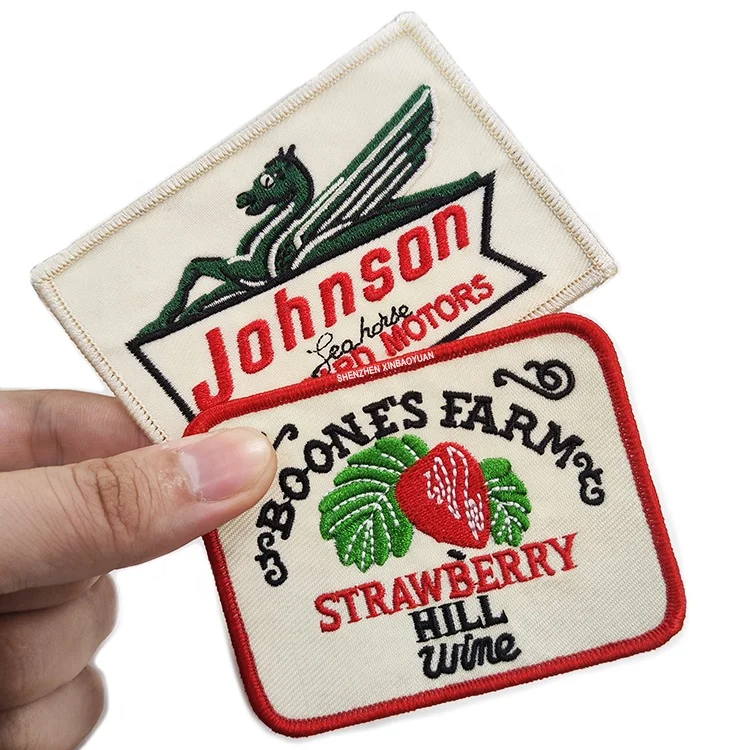 Johnson
Sea horse
MOTORS
SHENZHEN XINBAOYUAN
BOONE'S FARM
STRAWBERRY
HILL
wine